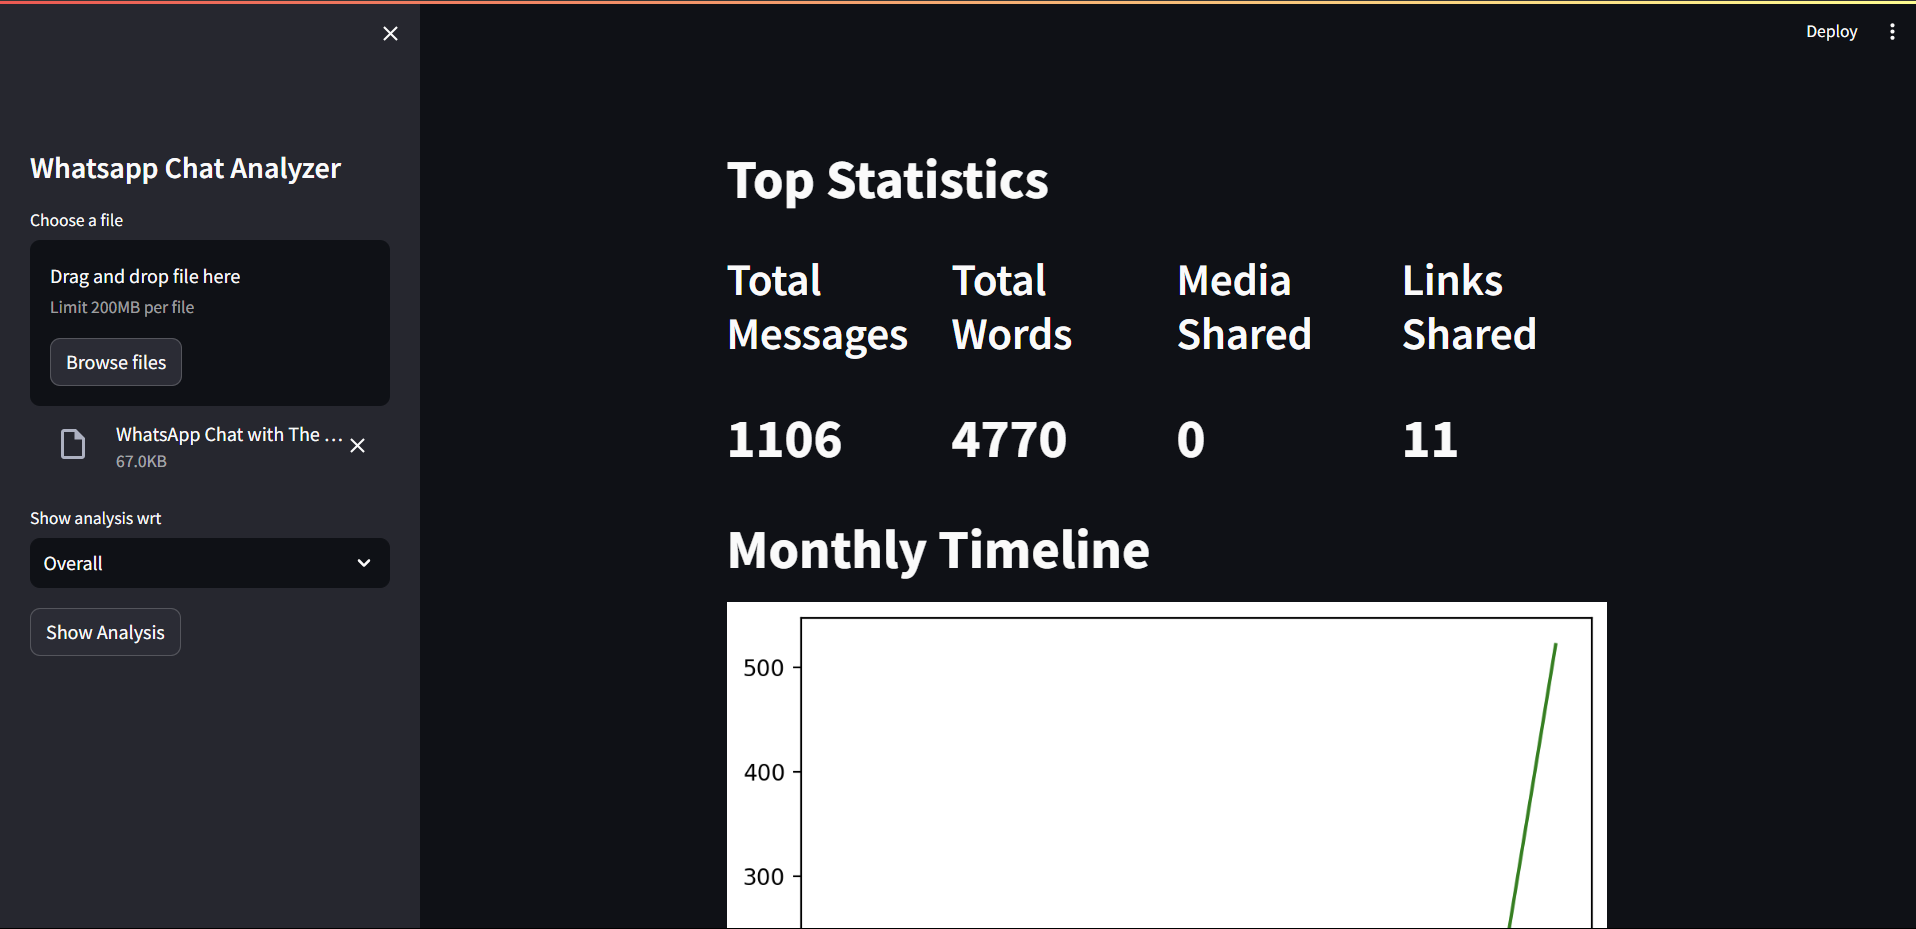 Deploy
Whatsapp Chat Analyzer
Choose a file
Drag and drop file here
Limit 200MB per file
Browse files
WhatsApp Chat with The ...
67.0KB
Show analysis wrt
Overall
Show Analysis
Top Statistics
Total Messages
Total Words
Media Shared
Links Shared
1106
4770
0
11
Monthly Timeline
500
400
300